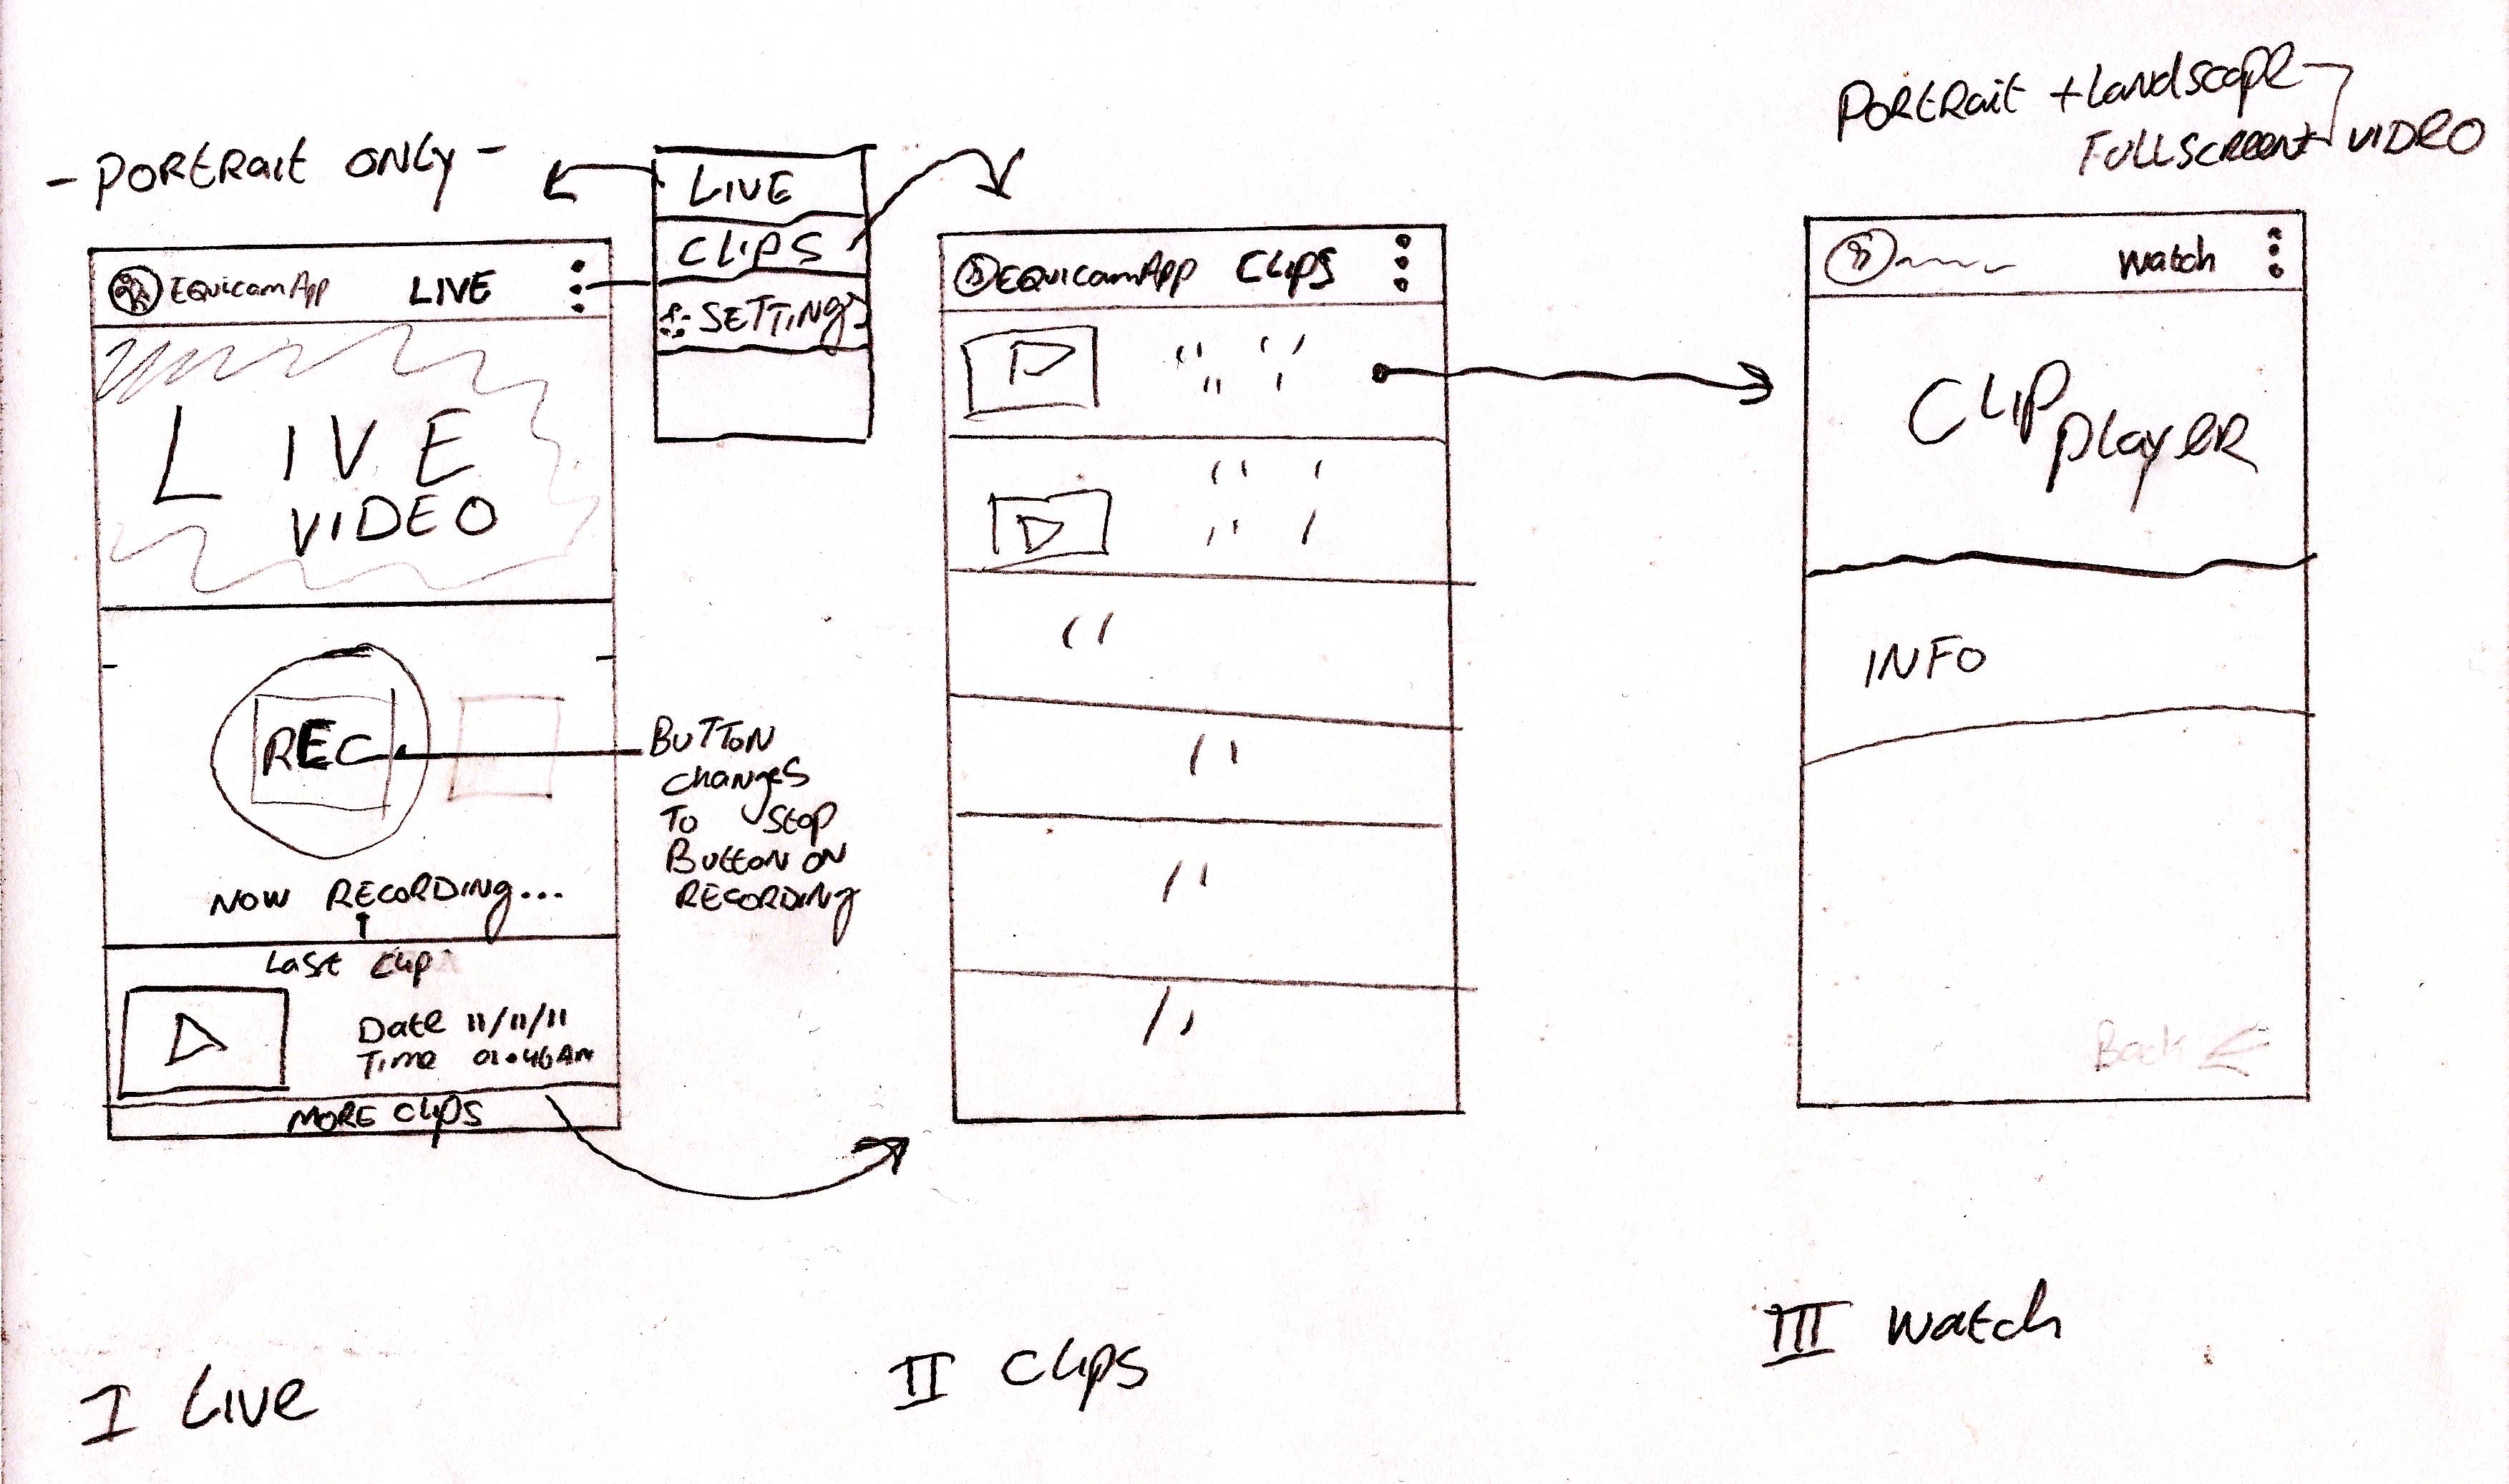 - PORTRAIT ONLY -
EQUICamApp LIVE
LIVE
VIDEO
REC
NOW RECORDING...
Last Clip
Date 11/11/11
Time 01.46AM
MORE CLIPS
LIVE
CLIPS
SETTINGS
BUTTON
changes
TO STOP
BUTTON ON
RECORDING
EQUICamApp CLIPS
PORTRAIT + Landscape
FULLSCREEN VIDEO
Watch
CLIP
PLAYER
INFO
Back
I Live
II Clips
III Watch